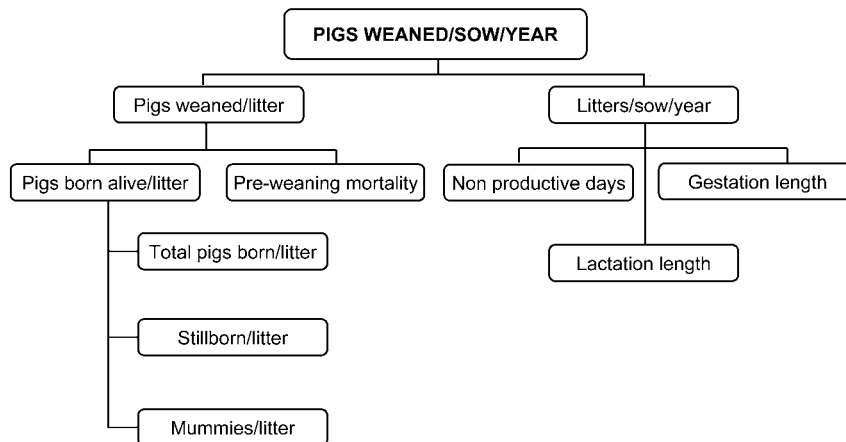 PIGS WEANED/SOW/YEAR
Pigs weaned/litter
Litters/sow/year
Pigs born alive/litter
Pre-weaning mortality
Non productive days
Gestation length
Total pigs born/litter
Lactation length
Stillborn/litter
Mummies/litter